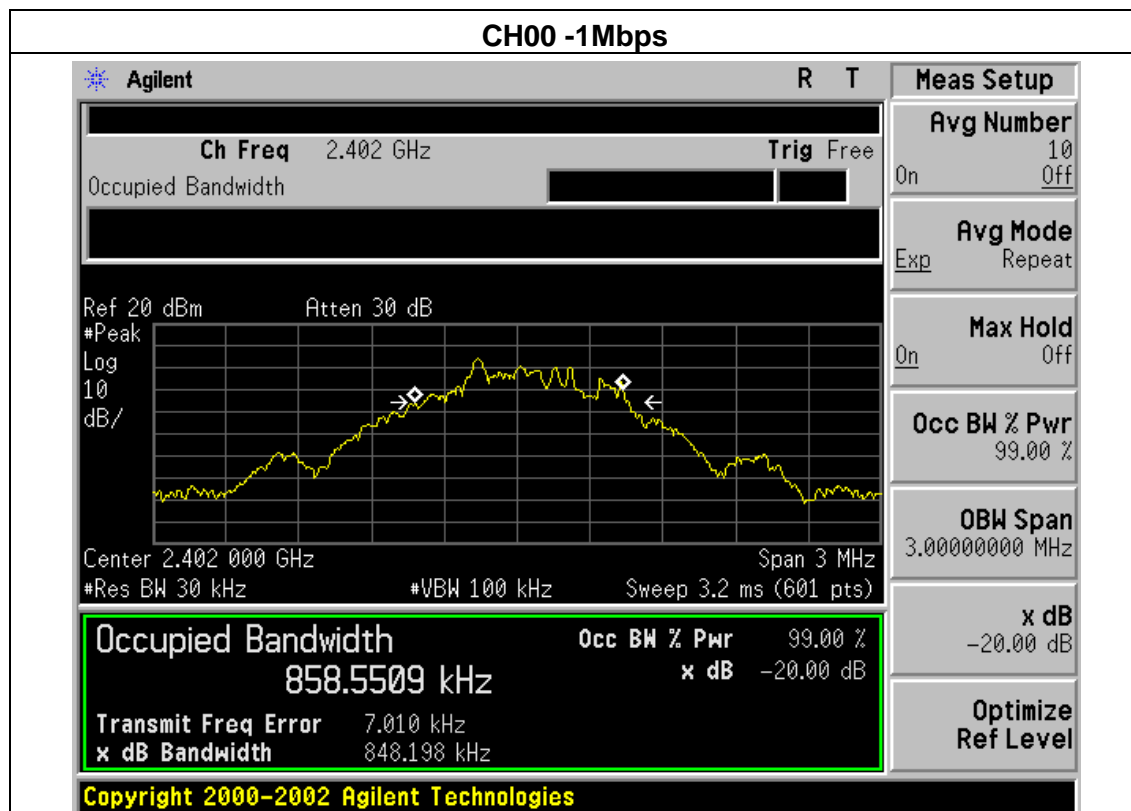 CH00 -1Mbps
Agilent R T
Ch Freq 2.402 GHz Trig Free
Occupied Bandwidth
Ref 20 dBm Atten 30 dB
#Peak
Log
10
dB/
Center 2.402 000 GHz Span 3 MHz
#Res BW 30 kHz #VBW 100 kHz Sweep 3.2 ms (601 pts)
Occupied Bandwidth Occ BW % Pwr 99.00 %
858.5509 kHz x dB -20.00 dB
Transmit Freq Error 7.010 kHz
x dB Bandwidth 848.198 kHz
Copyright 2000-2002 Agilent Technologies
Meas Setup
Avg Number
10
On Off
Avg Mode
Exp Repeat
Max Hold
On Off
Occ BW % Pwr
99.00 %
OBW Span
3.00000000 MHz
x dB
-20.00 dB
Optimize
Ref Level